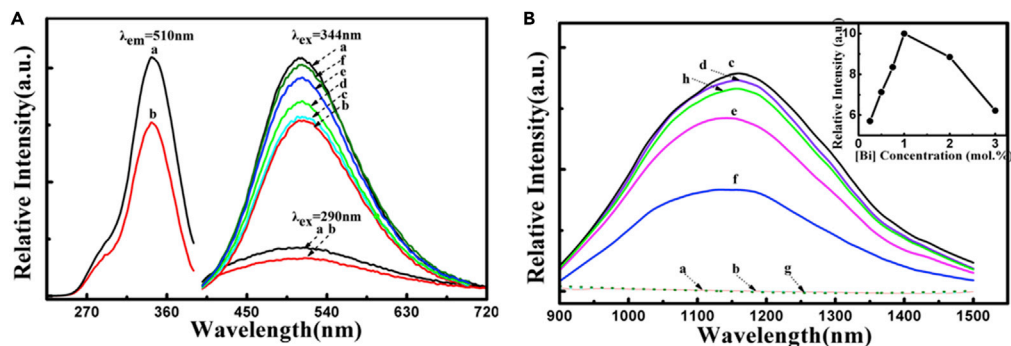 A
λem=510nm
a
b
λex=344nm
a
f
e
d
c
b
λex=290nm
a b
Relative Intensity(a.u.)
270 360 450 540 630 720
Wavelength(nm)
B
d c
h
e
f
a b g
Relative Intensity(a.u.)
900 1000 1100 1200 1300 1400 1500
Wavelength(nm)
Relative Intensity (a.u.)
10
8
6
0 1 2 3
[Bi] Concentration (mol.%)